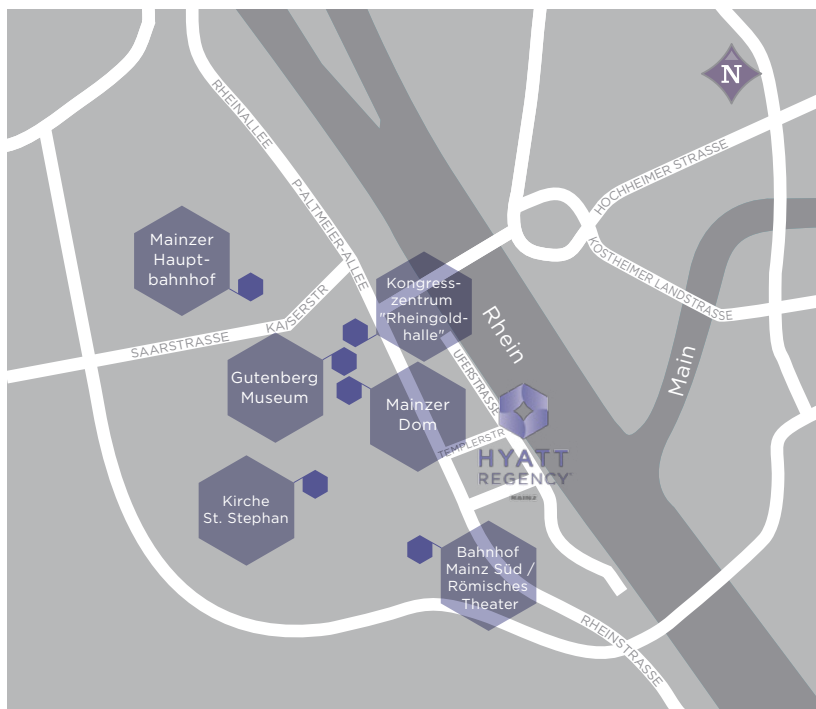 N
RHEINALLEE
HOCHHEIMER STRASSE
P-ALTMEIER-ALLEE
Mainzer
Haupt-
bahnhof
KOSTHEIMER LANDSTRASSE
Kongress-
zentrum
"Rheingold-
halle"
KAISERSTR
SAARSTRASSE
Rhein
Main
UFERSTRASSE
Gutenberg
Museum
Mainzer
Dom
TEMPLERSTR
HYATT
REGENCY
Kirche
St. Stephan
Bahnhof
Mainz Süd /
Römisches
Theater
RHEINSTRASSE